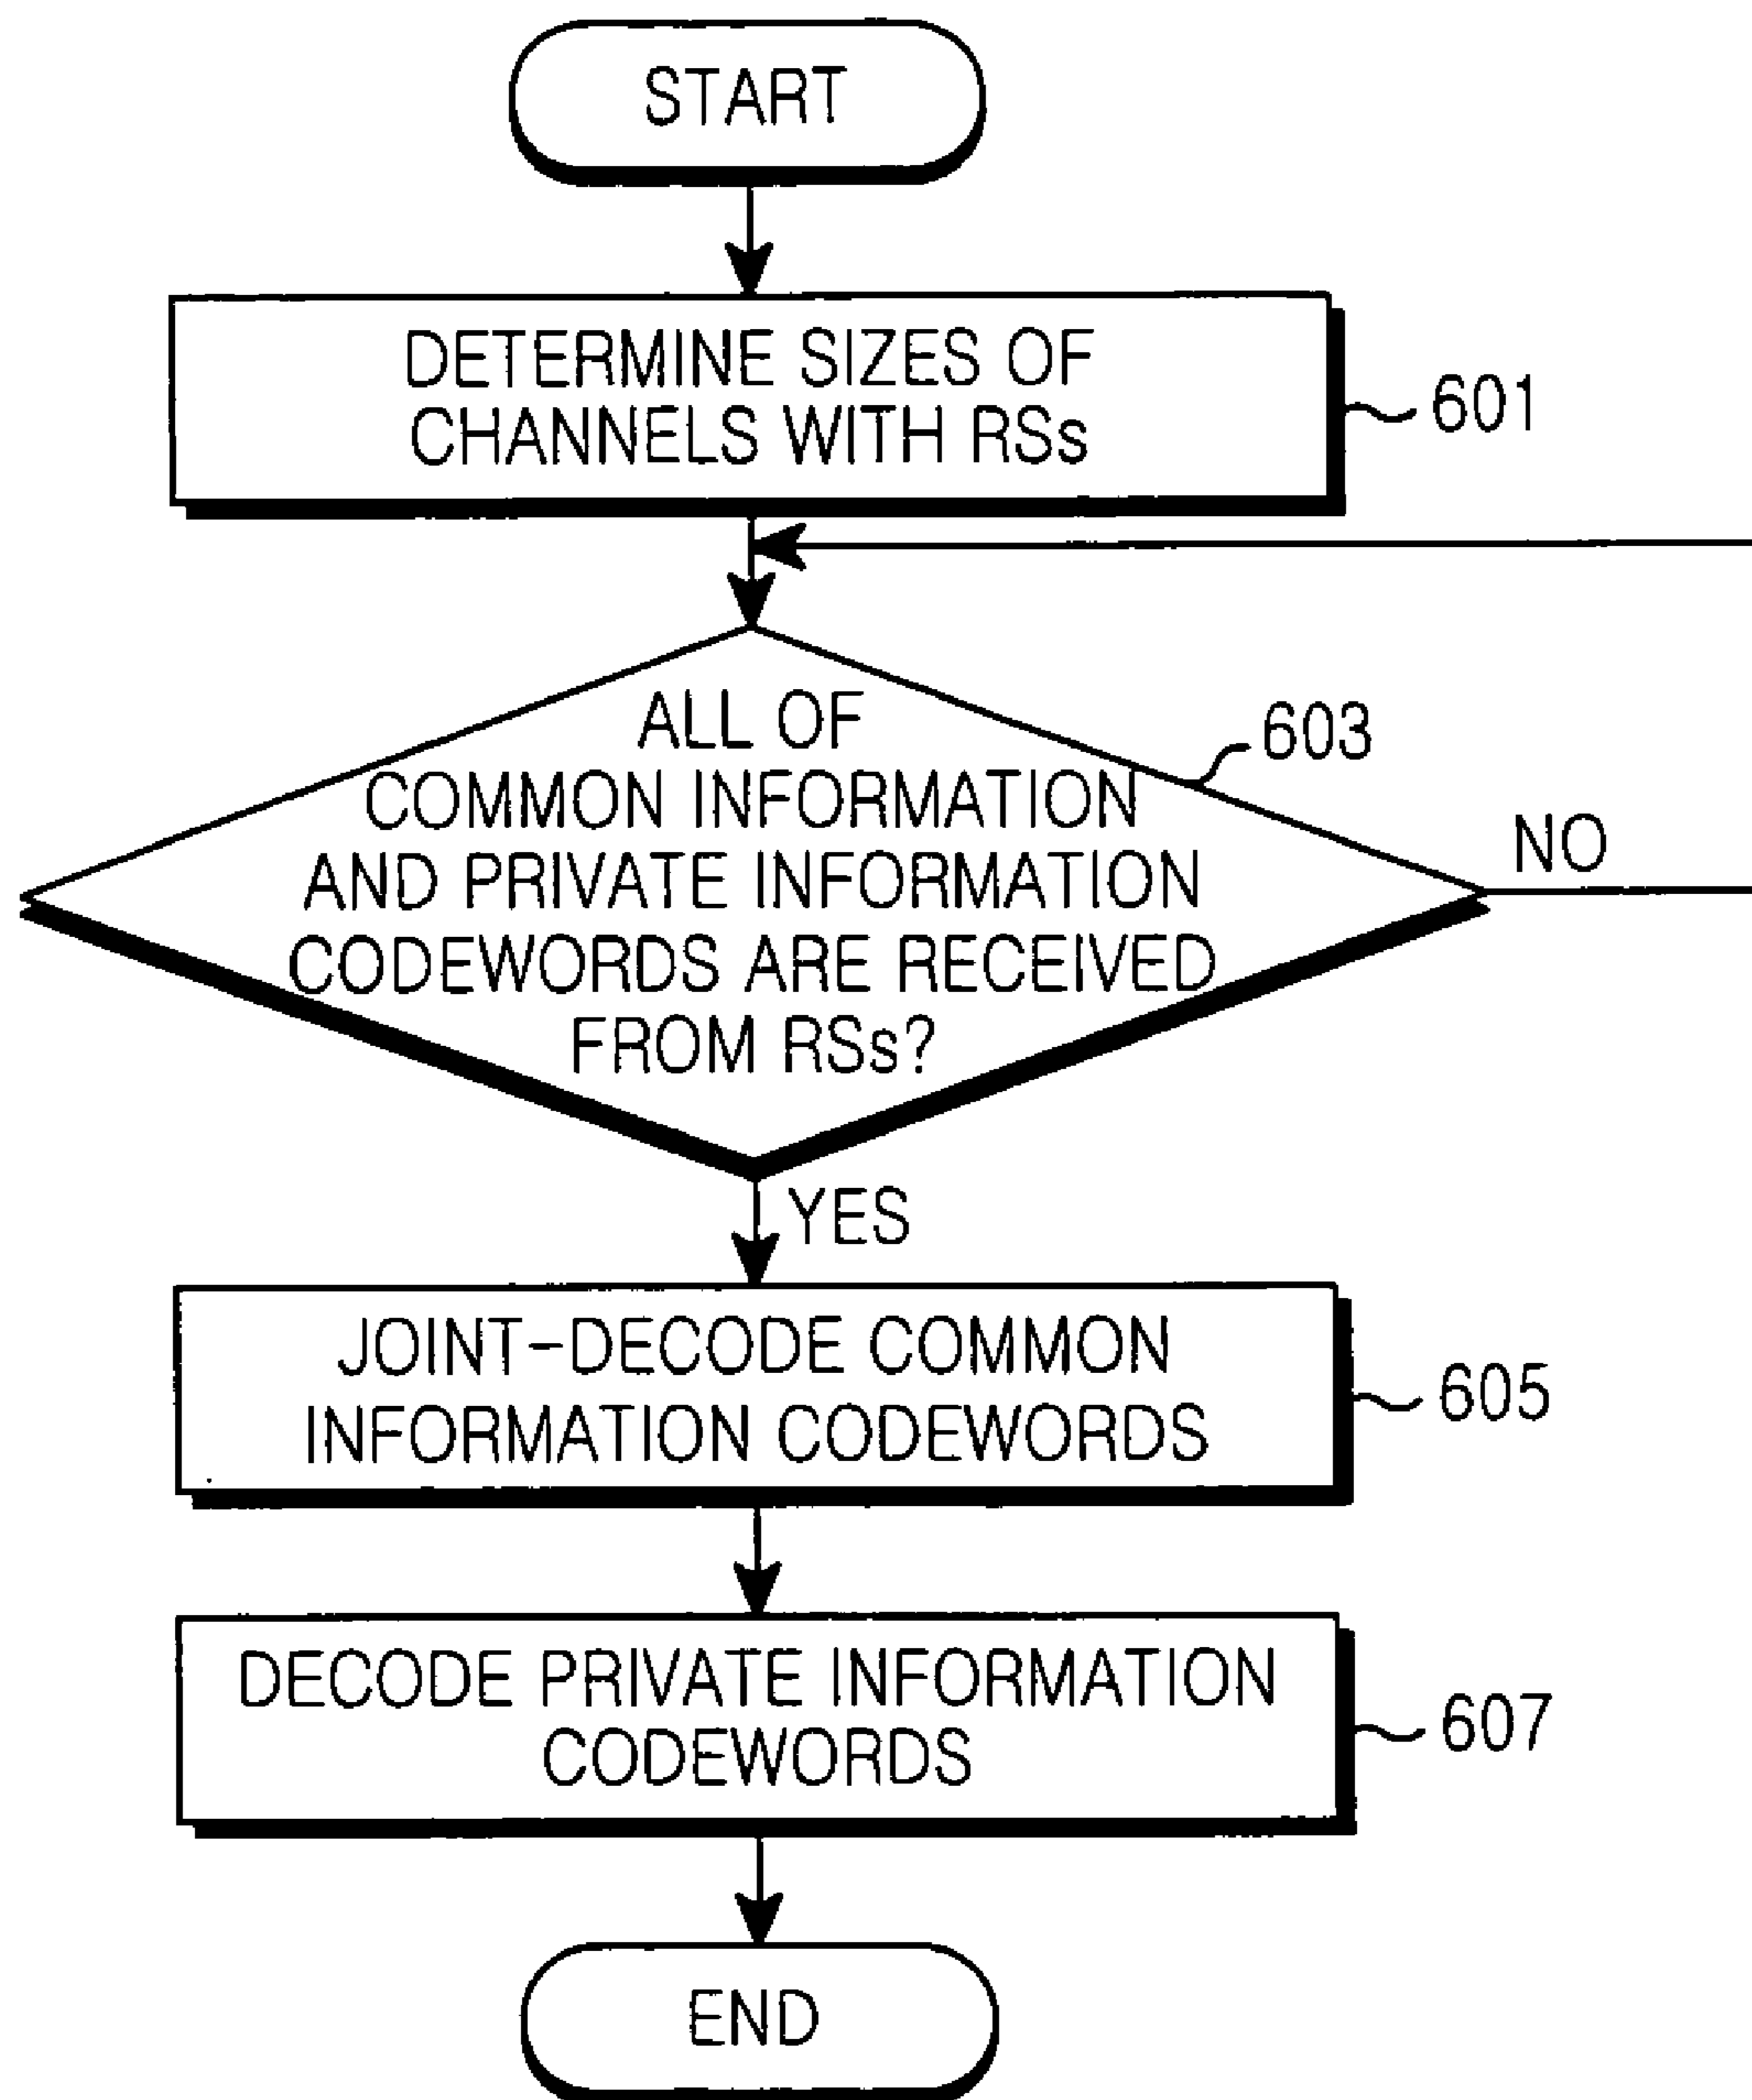 START
DETERMINE SIZES OF
CHANNELS WITH RSs
601
ALL OF
COMMON INFORMATION
AND PRIVATE INFORMATION
CODEWORDS ARE RECEIVED
FROM RSs?
603
NO
YES
JOINT-DECODE COMMON
INFORMATION CODEWORDS
605
DECODE PRIVATE INFORMATION
CODEWORDS
607
END